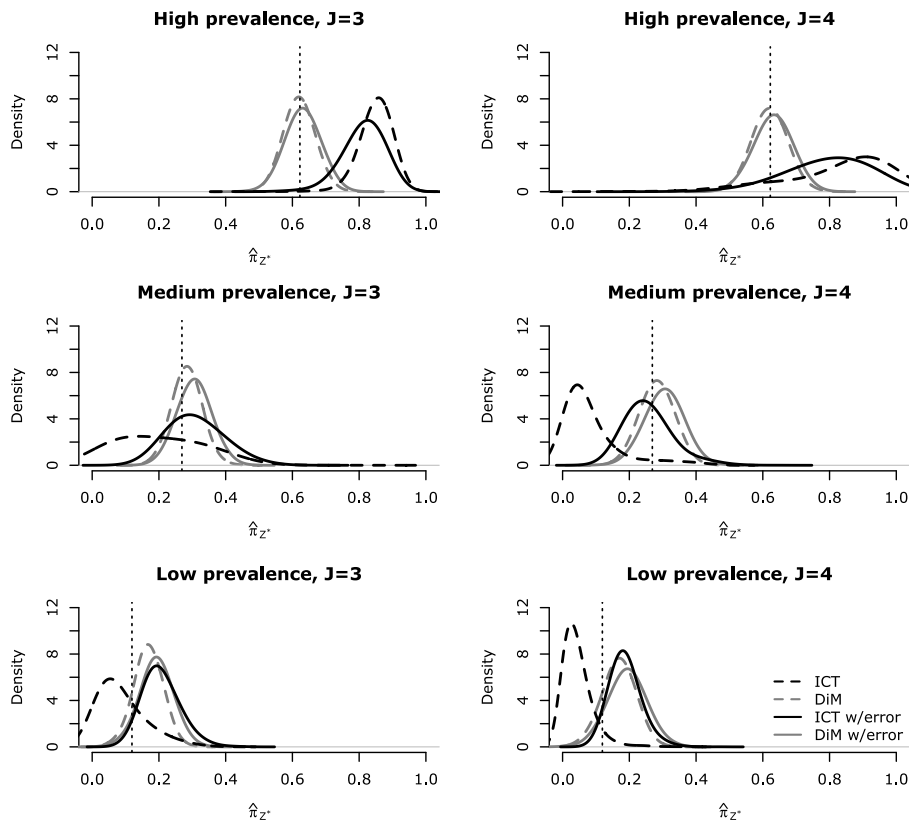 High prevalence, J=3
Density
0 4 8 12
0.0 0.2 0.4 0.6 0.8 1.0
π̂Z*
High prevalence, J=4
Density
0 4 8 12
0.0 0.2 0.4 0.6 0.8 1.0
π̂Z*
Medium prevalence, J=3
Density
0 4 8 12
0.0 0.2 0.4 0.6 0.8 1.0
π̂Z*
Medium prevalence, J=4
Density
0 4 8 12
0.0 0.2 0.4 0.6 0.8 1.0
π̂Z*
Low prevalence, J=3
Density
0 4 8 12
0.0 0.2 0.4 0.6 0.8 1.0
π̂Z*
Low prevalence, J=4
Density
0 4 8 12
0.0 0.2 0.4 0.6 0.8 1.0
π̂Z*
ICT
DiM
ICT w/error
DiM w/error